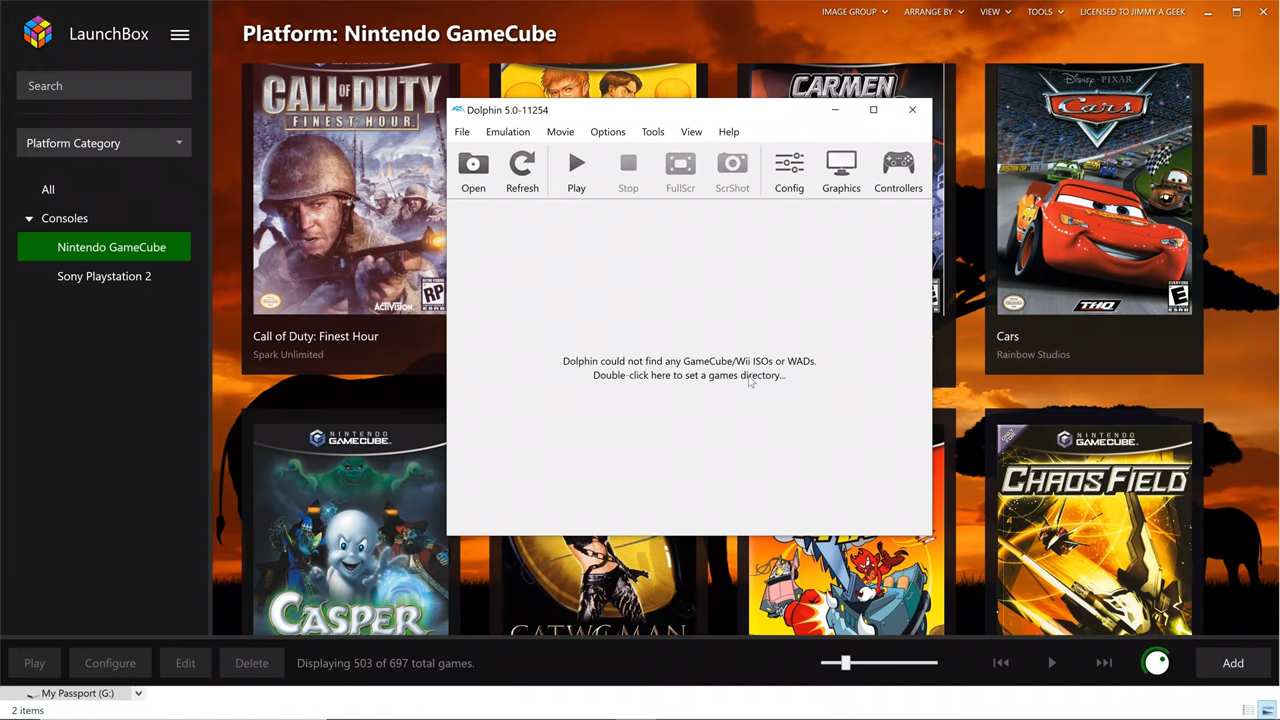 LaunchBox
Search
Platform Category
All
Consoles
Nintendo GameCube
Sony Playstation 2
IMAGE GROUP
ARRANGE BY
VIEW
TOOLS
LICENSED TO JIMMY A GEEK
Platform: Nintendo GameCube
CALL OF DUTY
FINEST HOUR
RP
ACTIVISION
Call of Duty: Finest Hour
Spark Unlimited
CARMEN
DISNEY · PIXAR
Cars
THQ
E
Cars
Rainbow Studios
Dolphin 5.0-11254
File
Emulation
Movie
Options
Tools
View
Help
Open
Refresh
Play
Stop
FullScr
ScrShot
Config
Graphics
Controllers
Dolphin could not find any GameCube/Wii ISOs or WADs.
Double-click here to set a games directory...
NINTENDO
GAMECUBE
CASPER
CATWOMAN
ONLY FOR
NINTENDO
GAMECUBE
CHAOS FIELD
Play
Configure
Edit
Delete
Displaying 503 of 697 total games.
Add
My Passport (G:)
2 items